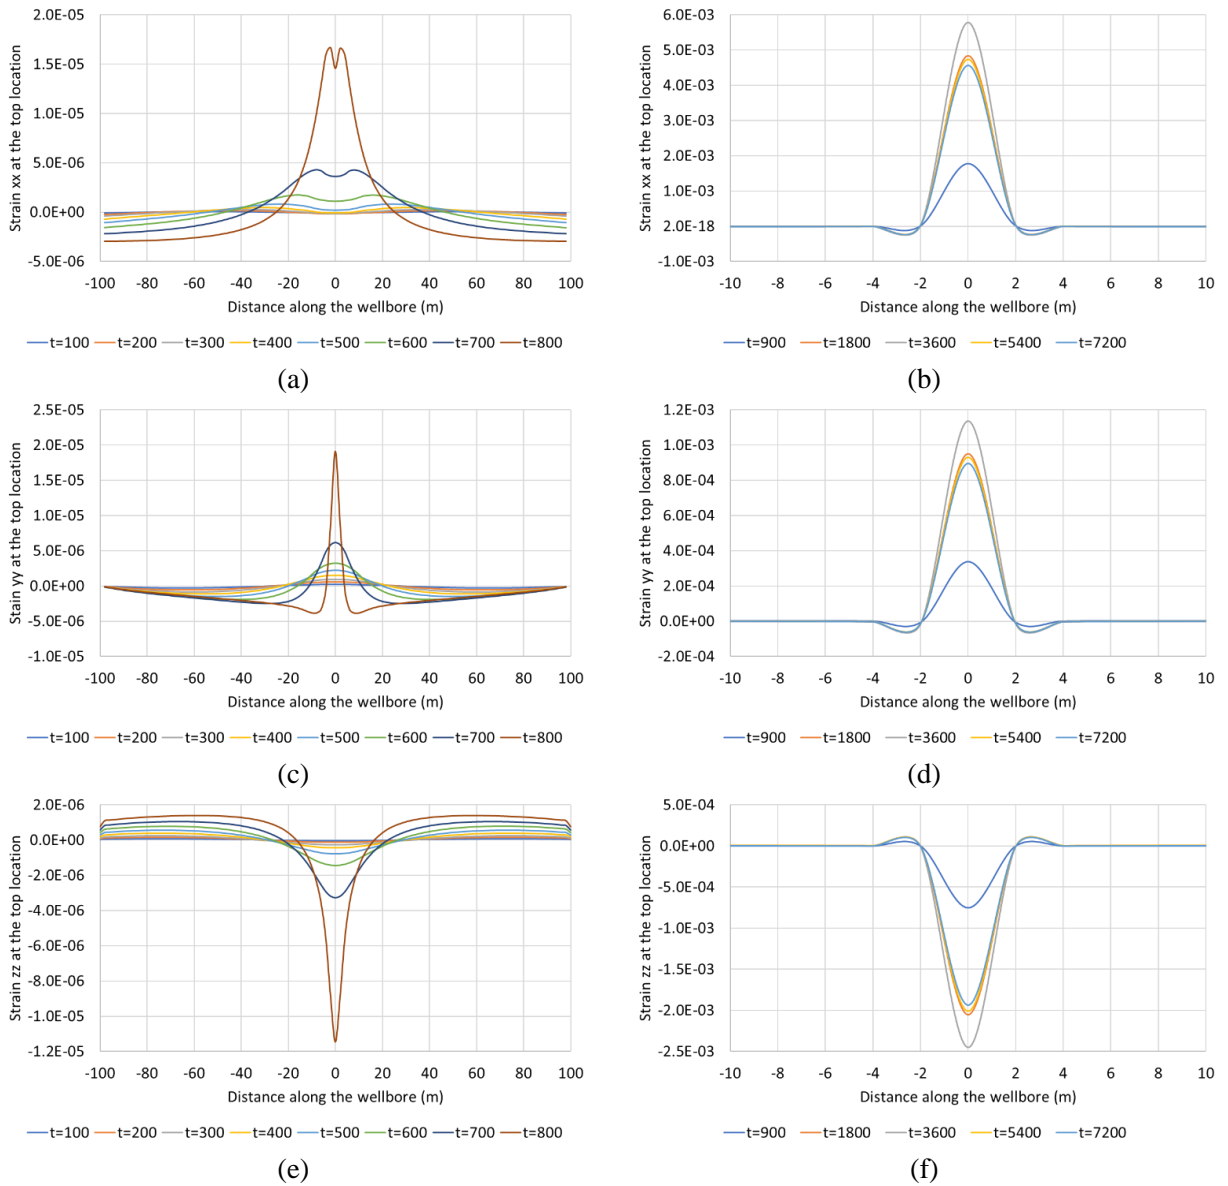 2.0E-05
1.5E-05
1.0E-05
5.0E-06
0.0E+00
-5.0E-06
Strain xx at the top location
-100 -80 -60 -40 -20 0 20 40 60 80 100
Distance along the wellbore (m)
t=100 t=200 t=300 t=400 t=500 t=600 t=700 t=800
(a)
6.0E-03
5.0E-03
4.0E-03
3.0E-03
2.0E-03
1.0E-03
2.0E-18
-1.0E-03
Strain xx at the top location
-10 -8 -6 -4 -2 0 2 4 6 8 10
Distance along the wellbore (m)
t=900 t=1800 t=3600 t=5400 t=7200
(b)
2.5E-05
2.0E-05
1.5E-05
1.0E-05
5.0E-06
0.0E+00
-5.0E-06
-1.0E-05
Stain yy at the top location
-100 -80 -60 -40 -20 0 20 40 60 80 100
Distance along the wellbore (m)
t=100 t=200 t=300 t=400 t=500 t=600 t=700 t=800
(c)
1.2E-03
1.0E-03
8.0E-04
6.0E-04
4.0E-04
2.0E-04
0.0E+00
-2.0E-04
Strain yy at the top location
-10 -8 -6 -4 -2 0 2 4 6 8 10
Distance along the wellbore (m)
t=900 t=1800 t=3600 t=5400 t=7200
(d)
2.0E-06
0.0E+00
-2.0E-06
-4.0E-06
-6.0E-06
-8.0E-06
-1.0E-05
-1.2E-05
Strain zz at the top location
-100 -80 -60 -40 -20 0 20 40 60 80 100
Distance along the wellbore (m)
t=100 t=200 t=300 t=400 t=500 t=600 t=700 t=800
(e)
5.0E-04
0.0E+00
-5.0E-04
-1.0E-03
-1.5E-03
-2.0E-03
-2.5E-03
Strain zz at the top location
-10 -8 -6 -4 -2 0 2 4 6 8 10
Distance along the wellbore (m)
t=900 t=1800 t=3600 t=5400 t=7200
(f)